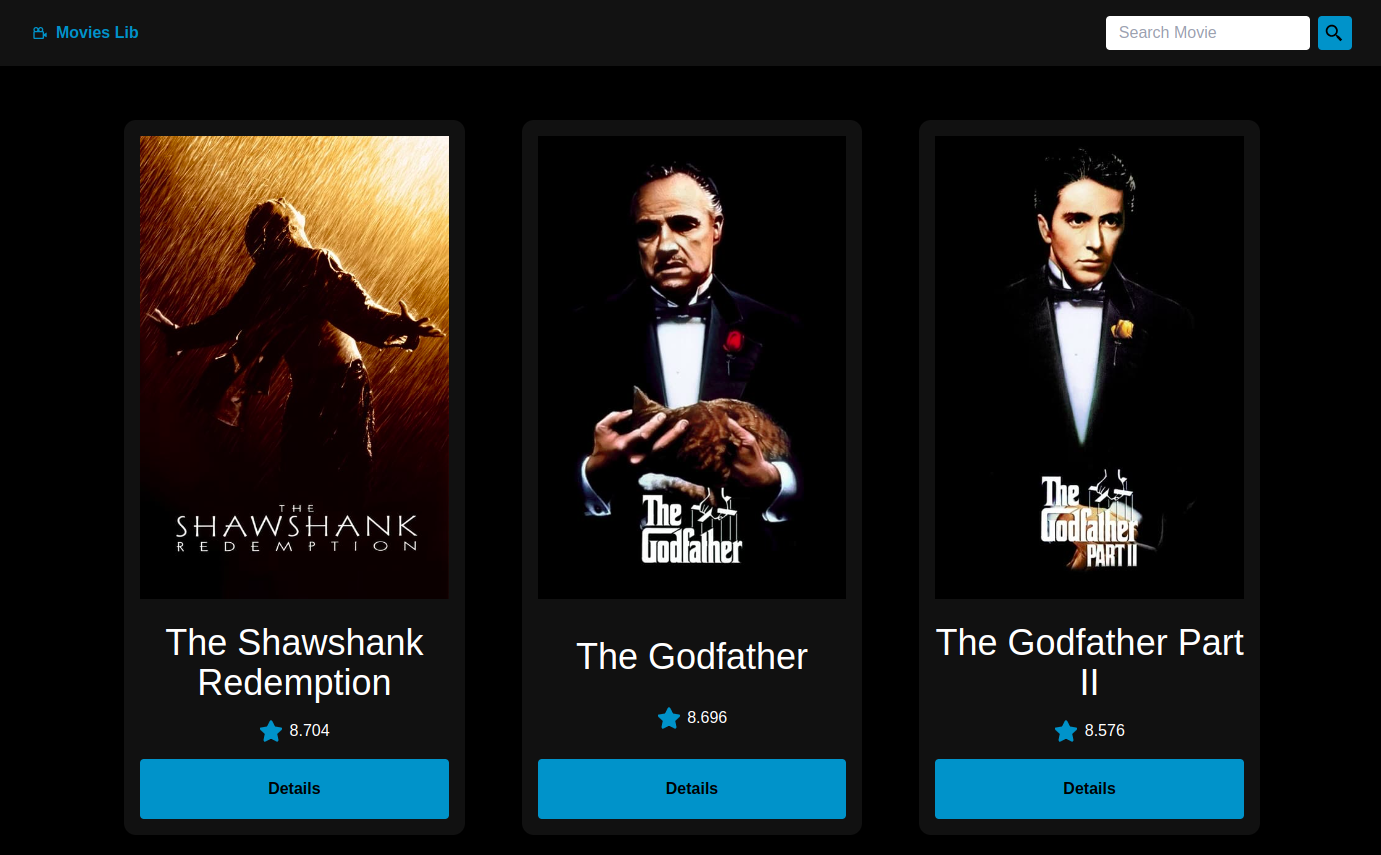 Movies Lib
Search Movie
THE
SHAWSHANK
REDEMPTION
The
Godfather
The
Godfather
PART II
The Shawshank
Redemption
The Godfather
The Godfather Part
II
8.704
8.696
8.576
Details
Details
Details